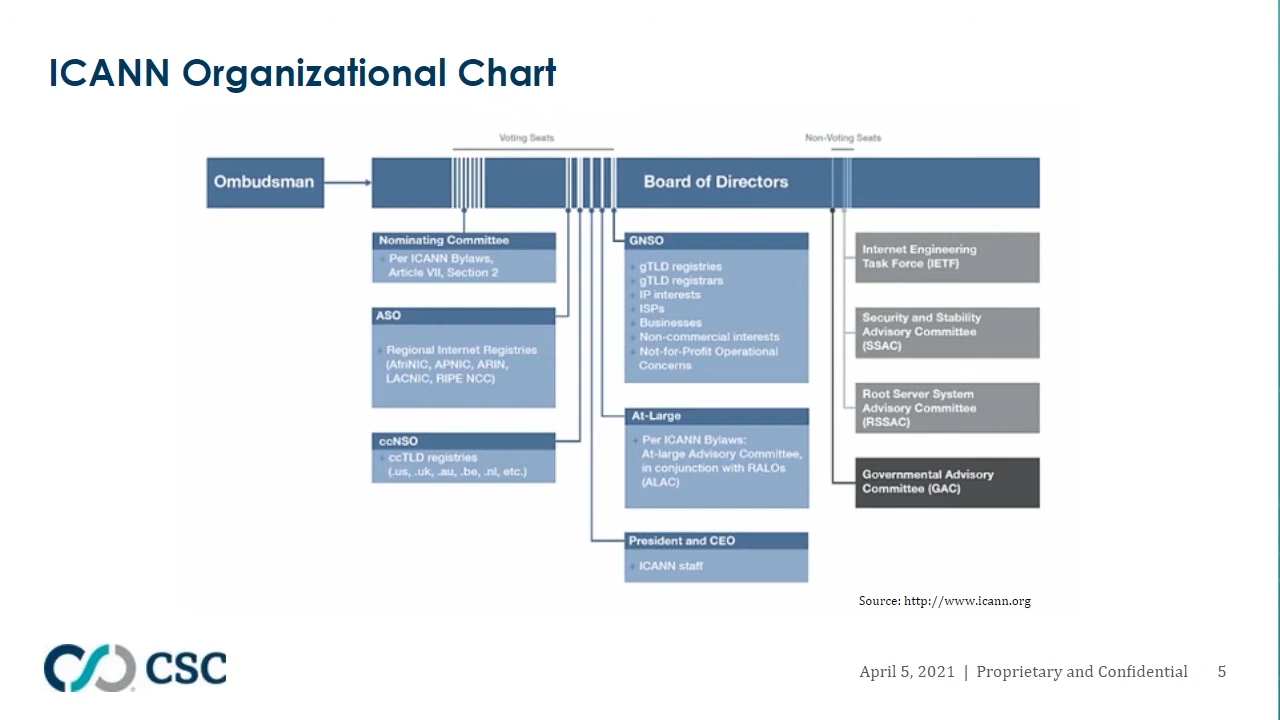 ICANN Organizational Chart
Voting Seats
Non-Voting Seats
Ombudsman
Board of Directors
Nominating Committee
Per ICANN Bylaws,
Article VII, Section 2
ASO
Regional Internet Registries
(AfriNIC, APNIC, ARIN,
LACNIC, RIPE NCC)
ccNSO
ccTLD registries
(.us, .uk, .au, .be, .nl, etc.)
GNSO
gTLD registries
gTLD registrars
IP interests
ISPs
Businesses
Non-commercial interests
Not-for-Profit Operational
Concerns
At-Large
Per ICANN Bylaws:
At-large Advisory Committee,
in conjunction with RALOs
(ALAC)
President and CEO
ICANN staff
Internet Engineering
Task Force (IETF)
Security and Stability
Advisory Committee
(SSAC)
Root Server System
Advisory Committee
(RSSAC)
Governmental Advisory
Committee (GAC)
Source: http://www.icann.org
CSC
April 5, 2021 | Proprietary and Confidential 5